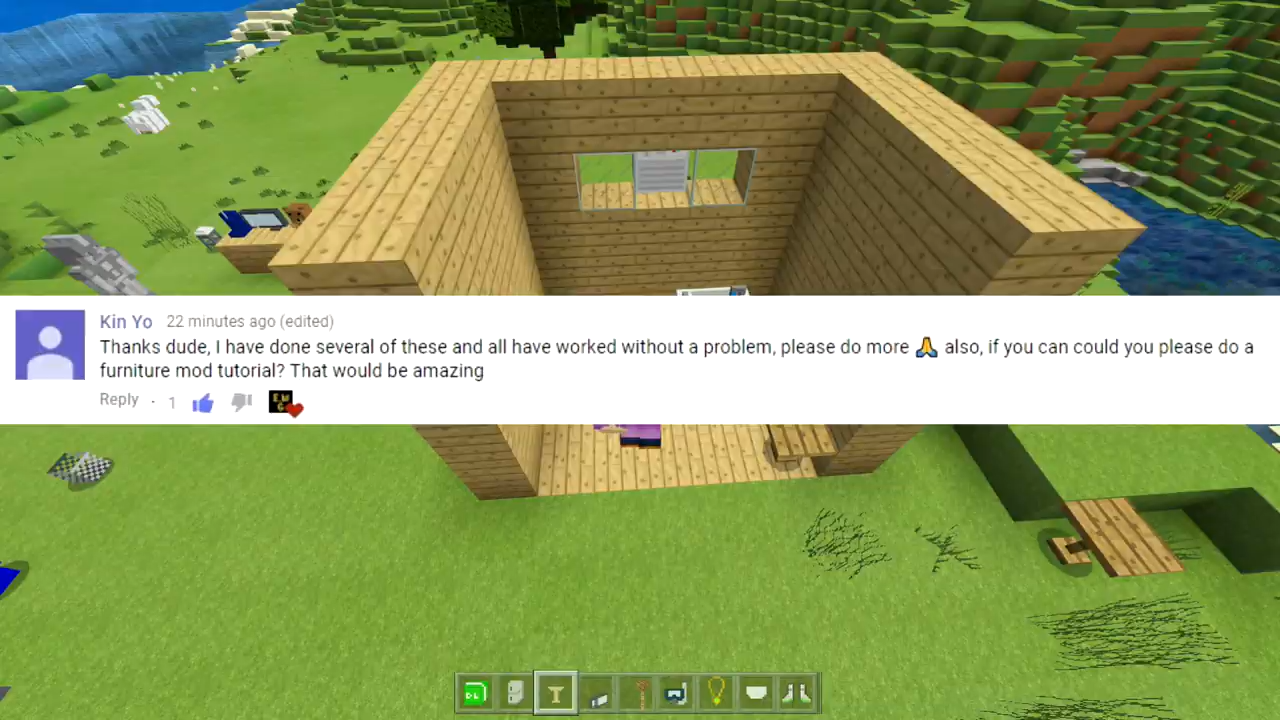 Kin Yo 22 minutes ago (edited)
Thanks dude, I have done several of these and all have worked without a problem, please do more 🙏 also, if you can could you please do a
furniture mod tutorial? That would be amazing
Reply · 1
DL